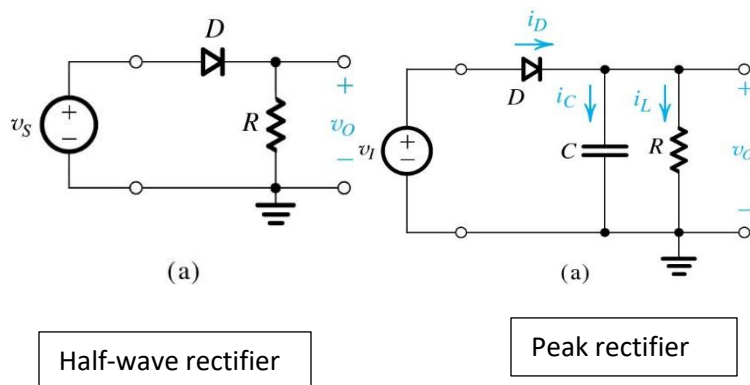 D
+
−
v_S
R
+
v_O
−
(a)
Half-wave rectifier
i_D
D
+
−
v_I
i_C
C
i_L
R
+
v_O
−
(a)
Peak rectifier